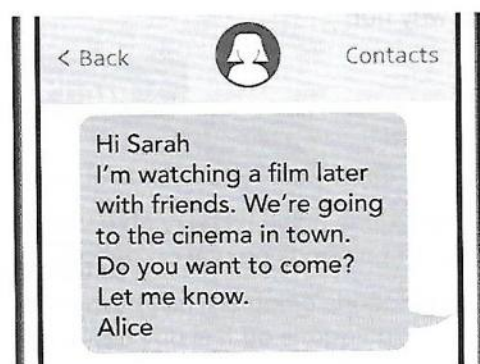 < Back
Contacts
Hi Sarah
I'm watching a film later
with friends. We're going
to the cinema in town.
Do you want to come?
Let me know.
Alice